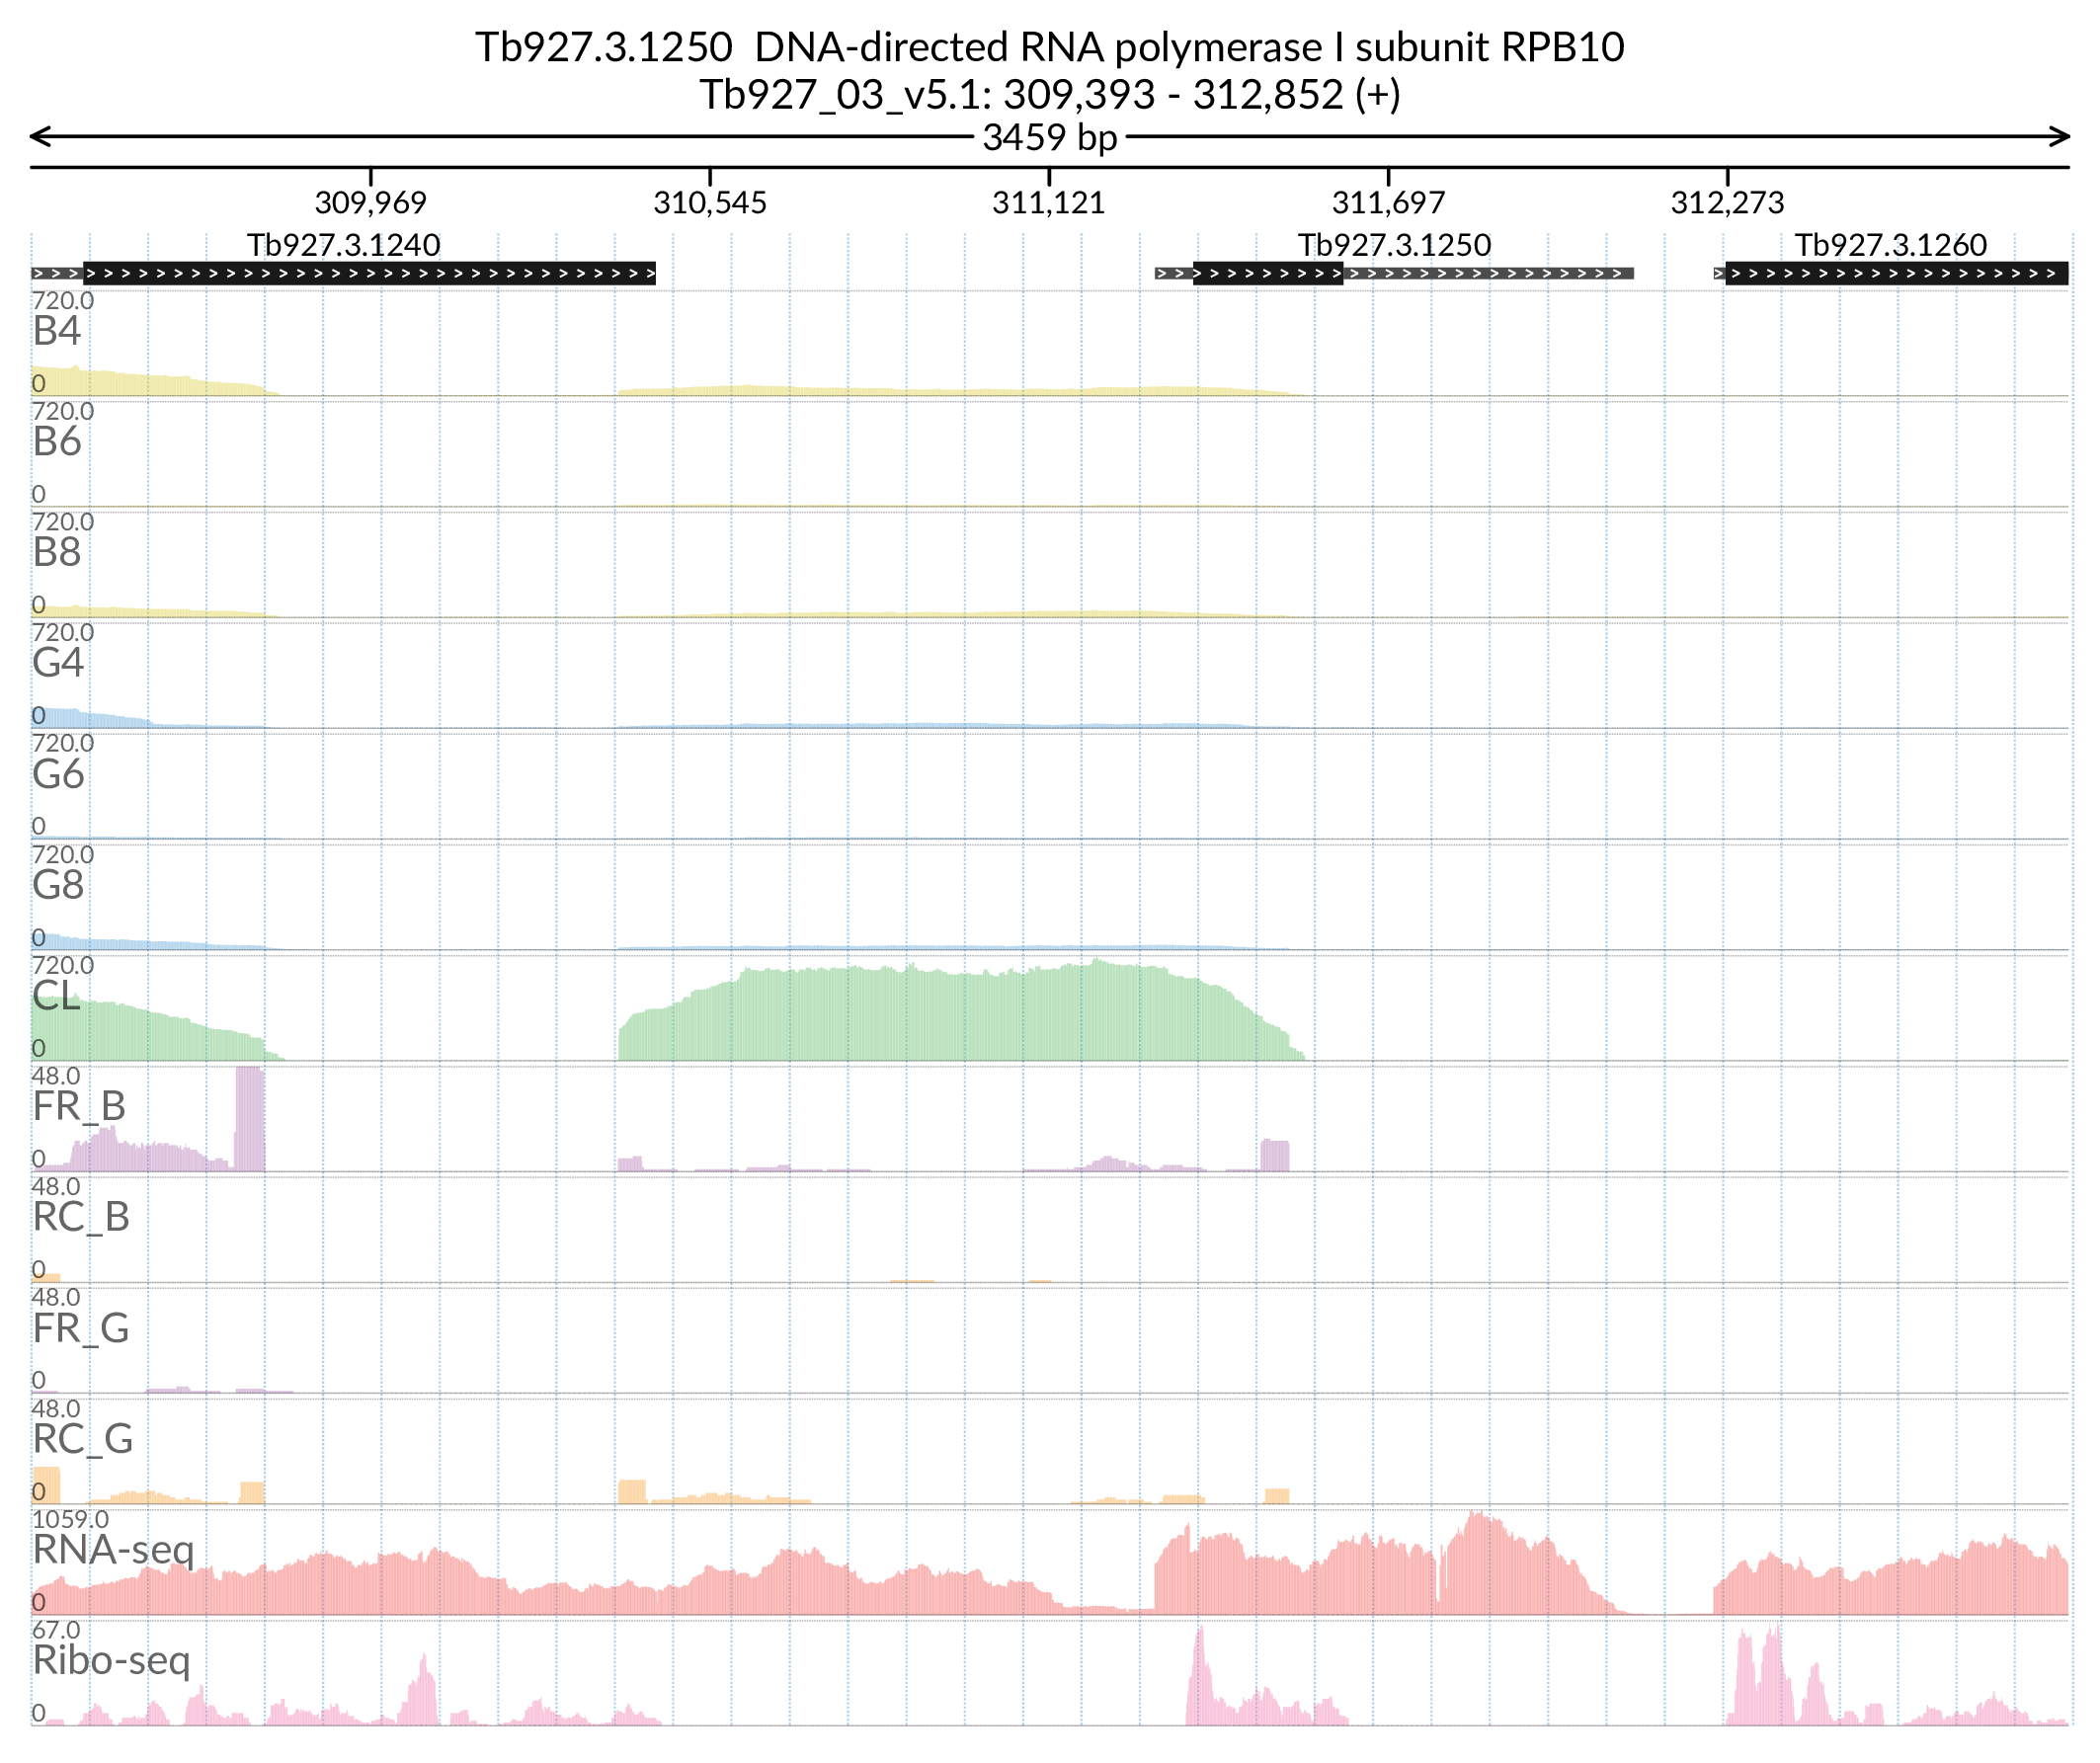 Tb927.3.1250  DNA-directed RNA polymerase I subunit RPB10
Tb927_03_v5.1: 309,393 - 312,852 (+)
3459 bp
309,969 310,545 311,121 311,697 312,273
Tb927.3.1240 Tb927.3.1250 Tb927.3.1260
720.0
B4
0
720.0
B6
0
720.0
B8
0
720.0
G4
0
720.0
G6
0
720.0
G8
0
720.0
CL
0
48.0
FR_B
0
48.0
RC_B
0
48.0
FR_G
0
48.0
RC_G
0
1059.0
RNA-seq
0
67.0
Ribo-seq
0